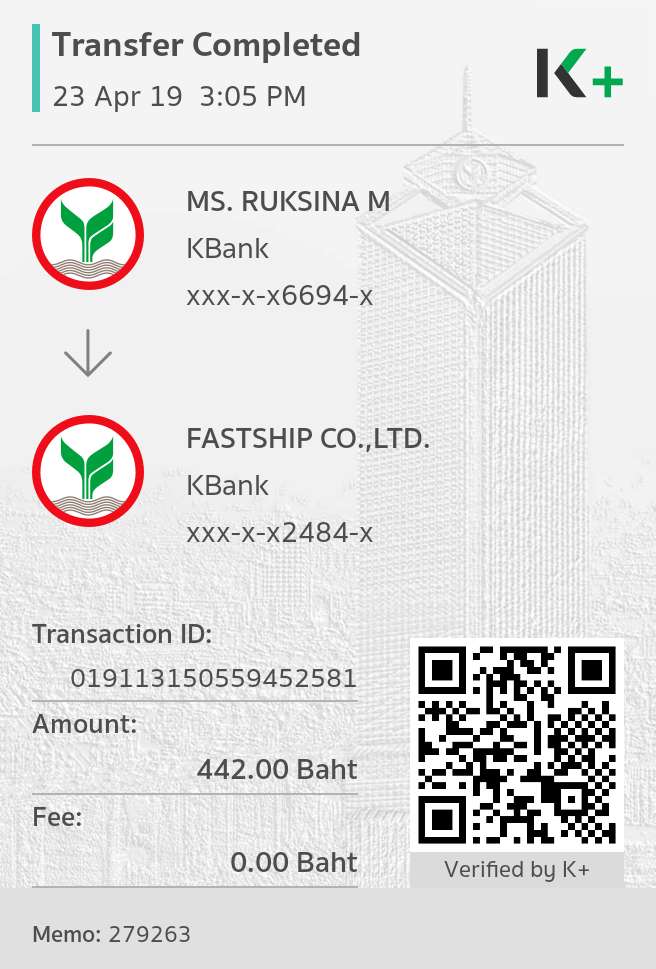 Transfer Completed
23 Apr 19 3:05 PM
K+
MS. RUKSINA M
KBank
xxx-x-x6694-x
FASTSHIP CO.,LTD.
KBank
xxx-x-x2484-x
Transaction ID:
019113150559452581
Amount:
442.00 Baht
Fee:
0.00 Baht
Verified by K+
Memo: 279263